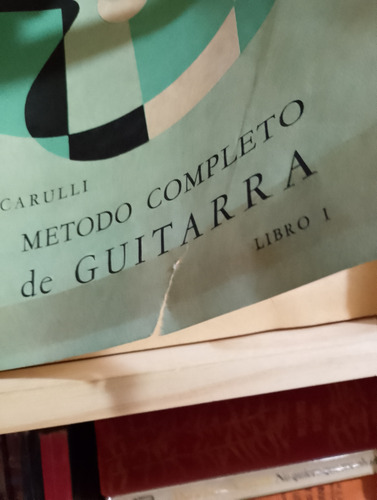 CARULLI
METODO COMPLETO
de GUITARRA
LIBRO I